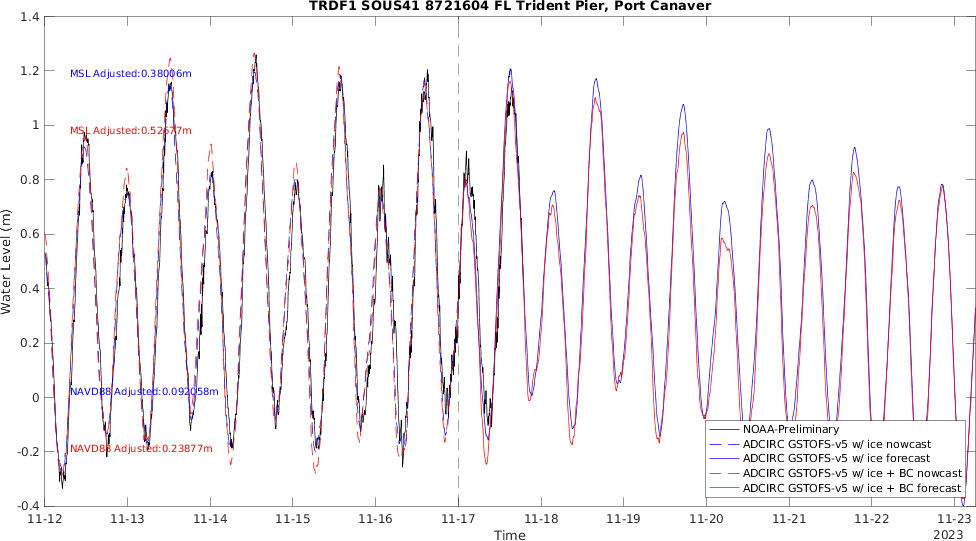 TRDF1 SOUS41 8721604 FL Trident Pier, Port Canaver
1.4
1.2
1
0.8
0.6
0.4
0.2
0
-0.2
-0.4
Water Level (m)
MSL Adjusted:0.38006m
MSL Adjusted:0.52677m
NAVD88 Adjusted:0.092058m
NAVD88 Adjusted:0.23877m
NOAA-Preliminary
ADCIRC GSTOFS-v5 w/ ice nowcast
ADCIRC GSTOFS-v5 w/ ice forecast
ADCIRC GSTOFS-v5 w/ ice + BC nowcast
ADCIRC GSTOFS-v5 w/ ice + BC forecast
11-12 11-13 11-14 11-15 11-16 11-17 11-18 11-19 11-20 11-21 11-22 11-23
Time
2023